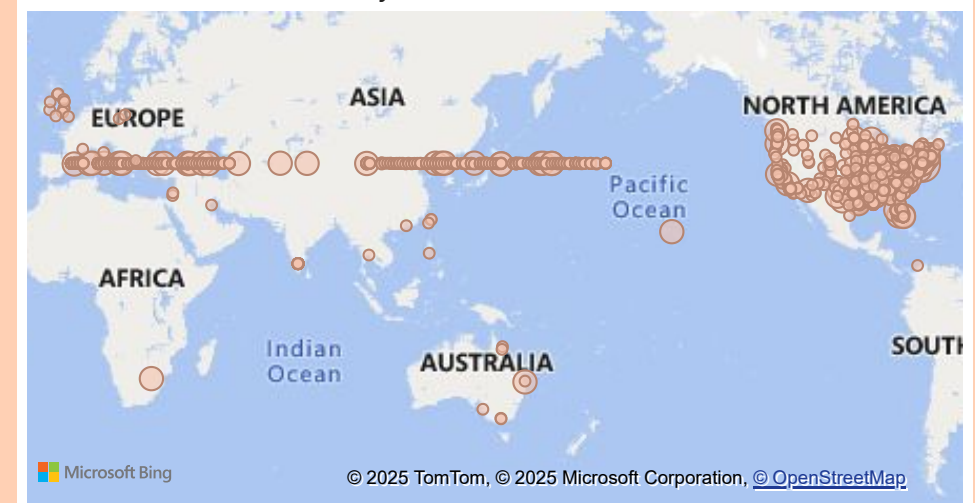 ASIA
EUROPE
NORTH AMERICA
Pacific
Ocean
AFRICA
Indian
Ocean
AUSTRALIA
SOUTH
Microsoft Bing
© 2025 TomTom, © 2025 Microsoft Corporation, © OpenStreetMap